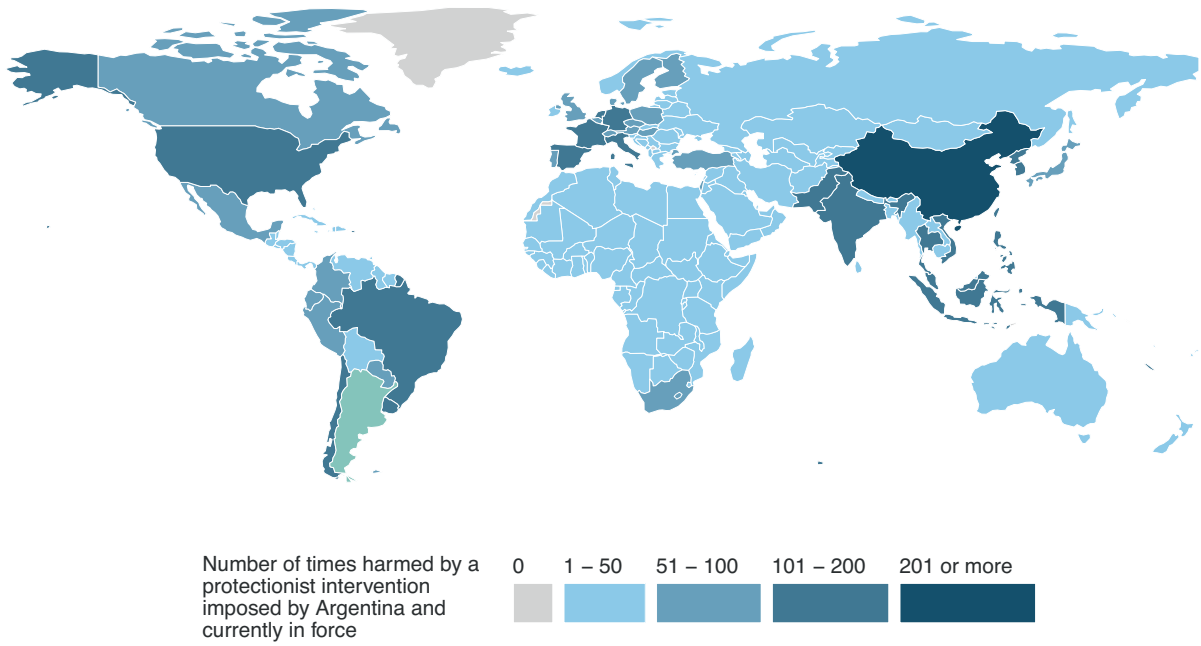 Number of times harmed by a
protectionist intervention
imposed by Argentina and
currently in force
0
1 – 50
51 – 100
101 – 200
201 or more